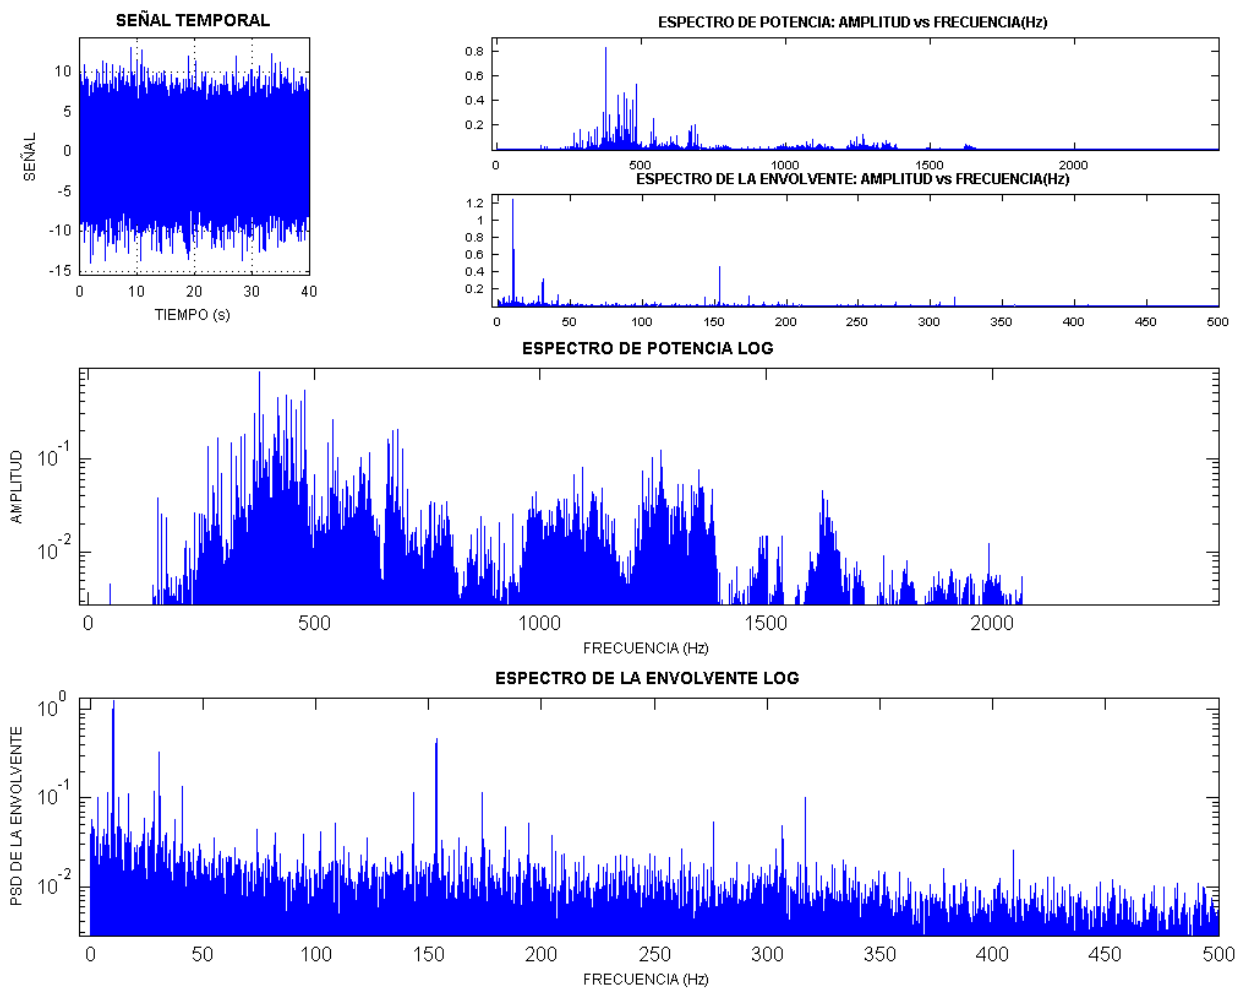 SEÑAL TEMPORAL
10
5
0
-5
-10
-15
SEÑAL
0 10 20 30 40
TIEMPO (s)
ESPECTRO DE POTENCIA: AMPLITUD vs FRECUENCIA(Hz)
0.8
0.6
0.4
0.2
0 500 1000 1500 2000
ESPECTRO DE LA ENVOLVENTE: AMPLITUD vs FRECUENCIA(Hz)
1.2
1
0.8
0.6
0.4
0.2
0 50 100 150 200 250 300 350 400 450 500
ESPECTRO DE POTENCIA LOG
10^-1
10^-2
AMPLITUD
0 500 1000 1500 2000
FRECUENCIA (Hz)
ESPECTRO DE LA ENVOLVENTE LOG
10^0
10^-1
10^-2
PSD DE LA ENVOLVENTE
0 50 100 150 200 250 300 350 400 450 500
FRECUENCIA (Hz)